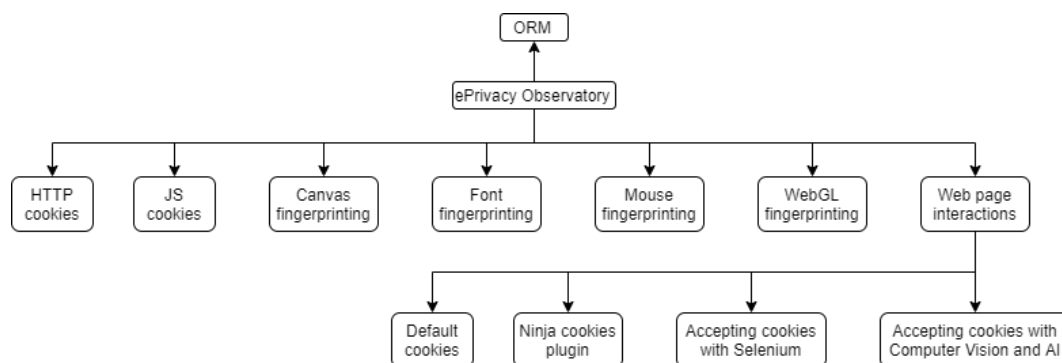 ORM
ePrivacy Observatory
HTTP
cookies
JS
cookies
Canvas
fingerprinting
Font
fingerprinting
Mouse
fingerprinting
WebGL
fingerprinting
Web page
interactions
Default
cookies
Ninja cookies
plugin
Accepting cookies
with Selenium
Accepting cookies with
Computer Vision and AI